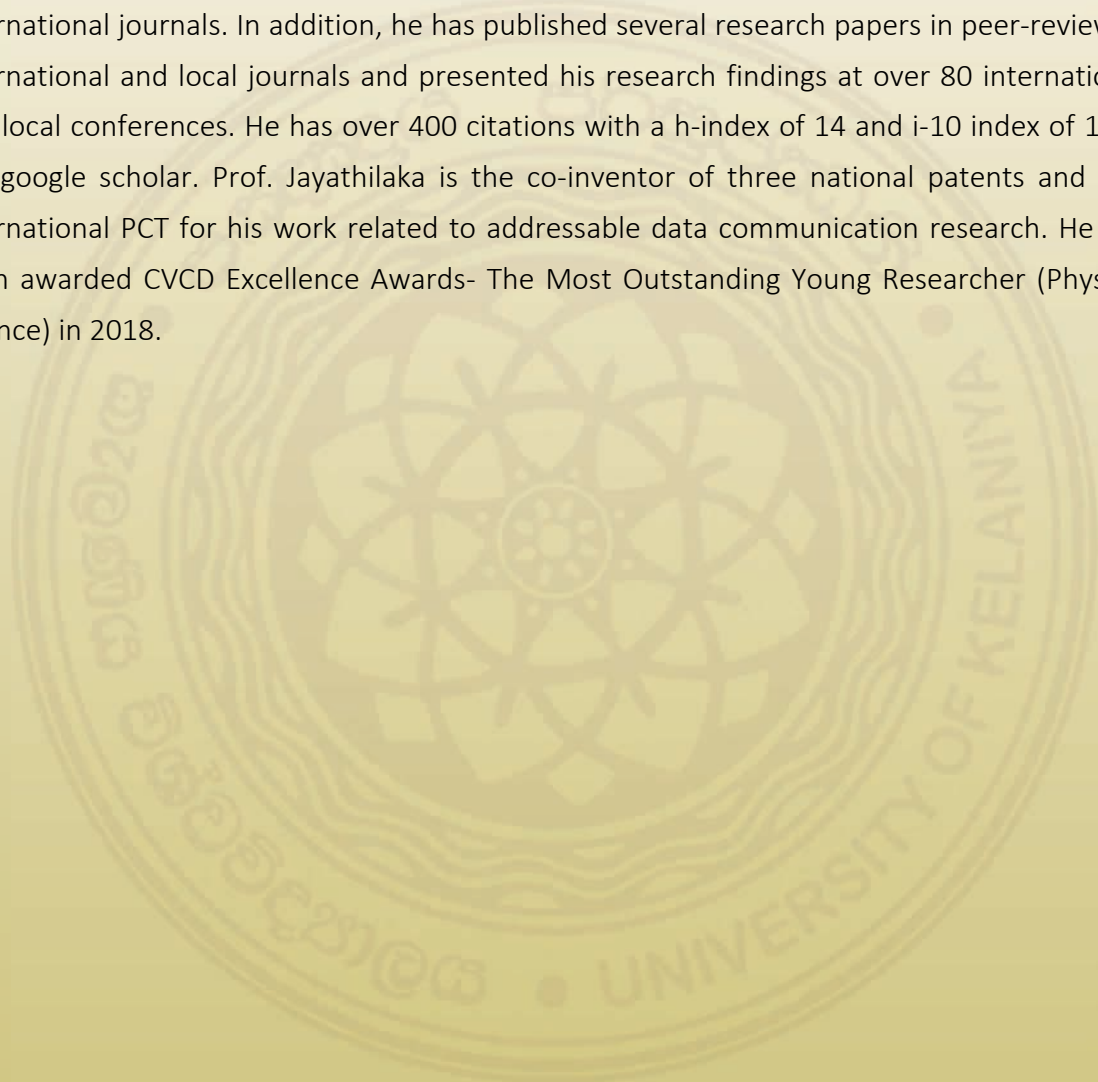 rnational journals. In addition, he has published several research papers in peer-review
rnational and local journals and presented his research findings at over 80 internatio
local conferences. He has over 400 citations with a h-index of 14 and i-10 index of 1
google scholar. Prof. Jayathilaka is the co-inventor of three national patents and
rnational PCT for his work related to addressable data communication research. He
n awarded CVCD Excellence Awards- The Most Outstanding Young Researcher (Phys
nce) in 2018.
UNIVERSITY OF KELANIYA